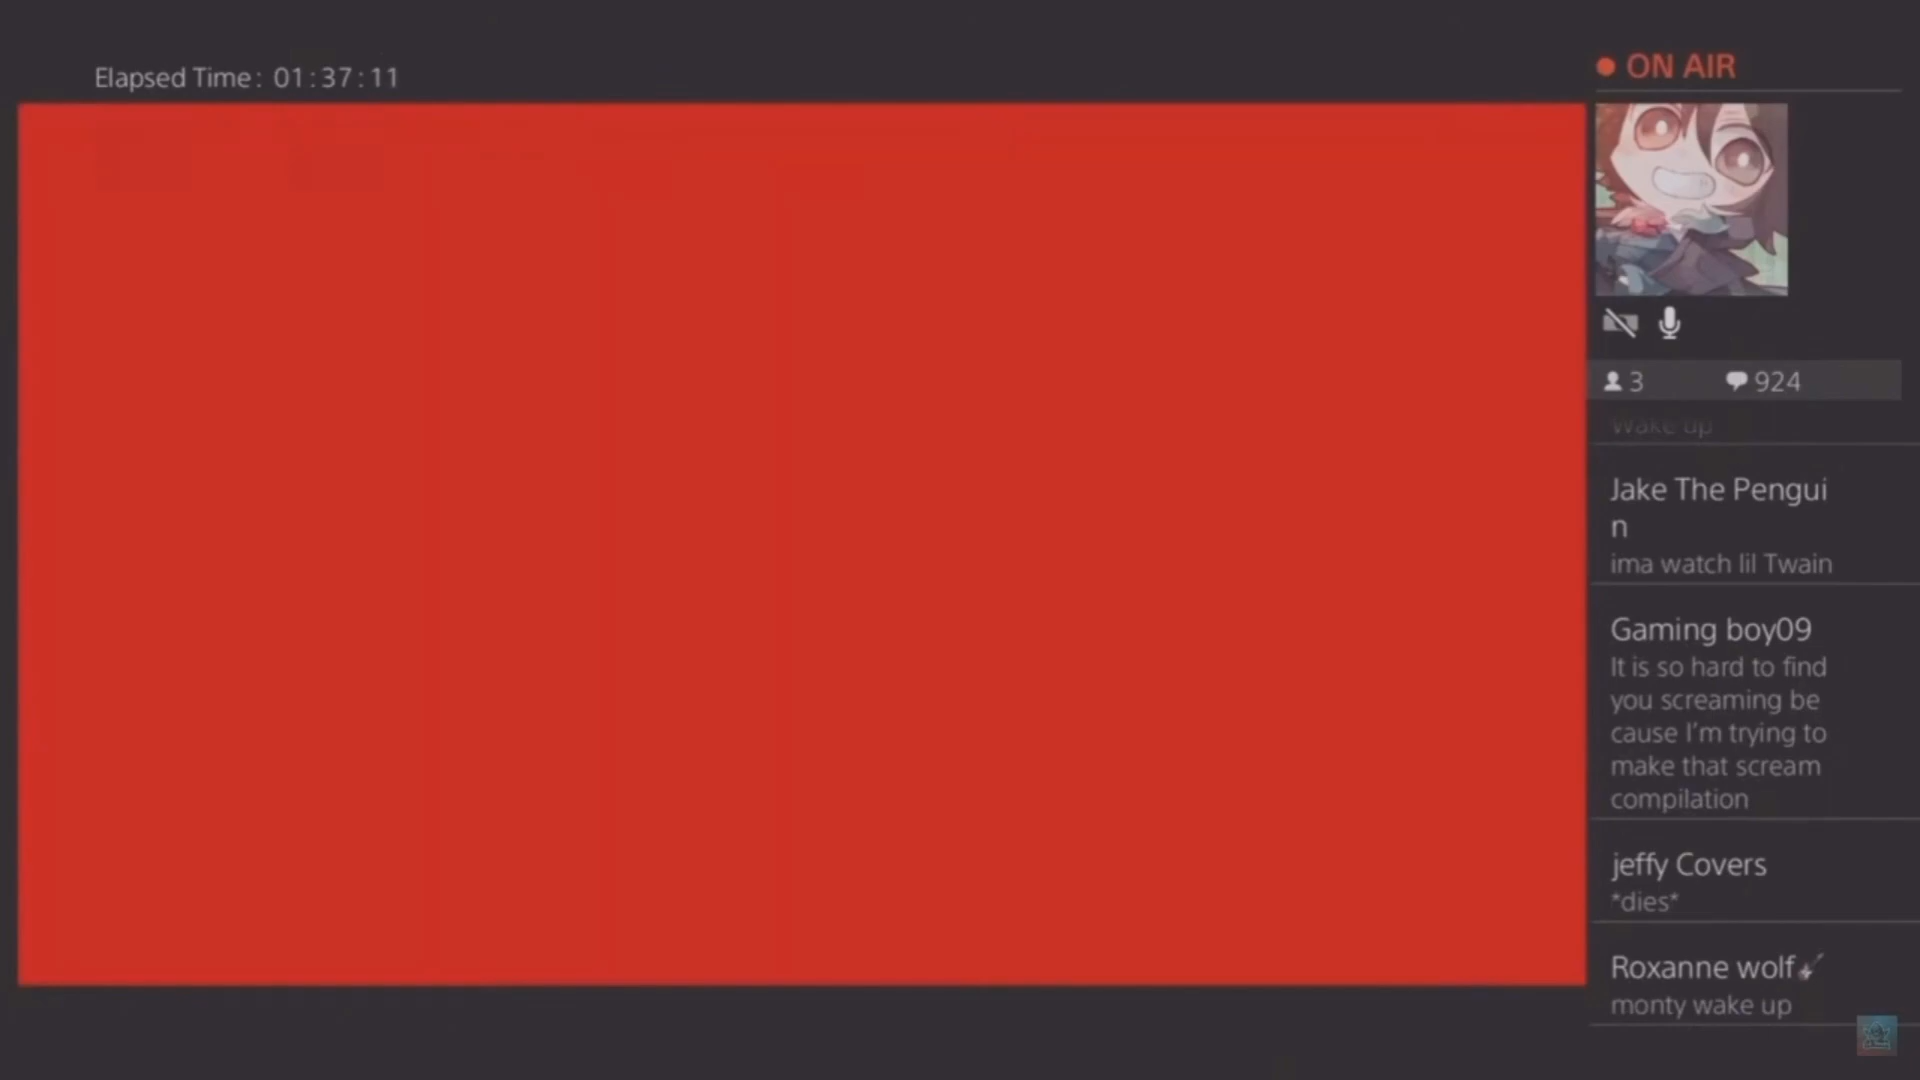 Elapsed Time: 01:37:11
ON AIR
3 924
Wake up
Jake The Pengui
n
ima watch lil Twain
Gaming boy09
It is so hard to find
you screaming be
cause I'm trying to
make that scream
compilation
jeffy Covers
*dies*
Roxanne wolf🎸
monty wake up